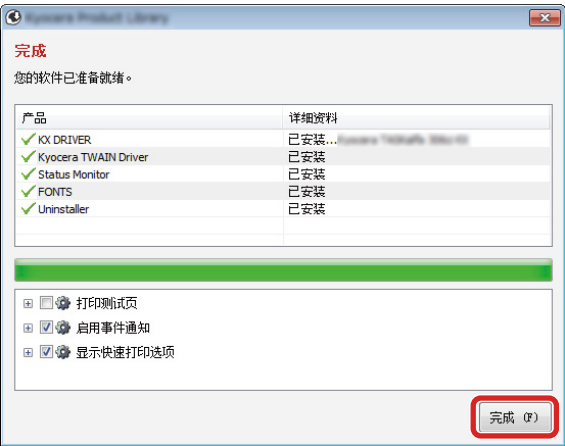 Kyocera Product Library
完成
您的软件已准备就绪。
产品 详细资料
KX DRIVER 已安装...
Kyocera TWAIN Driver 已安装
Status Monitor 已安装
FONTS 已安装
Uninstaller 已安装
打印测试页
启用事件通知
显示快速打印选项
完成 (F)